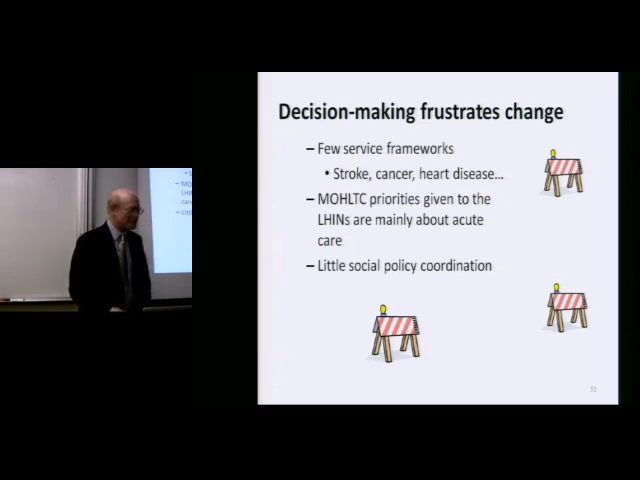 Decision-making frustrates change
– Few service frameworks
• Stroke, cancer, heart disease...
– MOHLTC priorities given to the
LHINs are mainly about acute
care
– Little social policy coordination
55